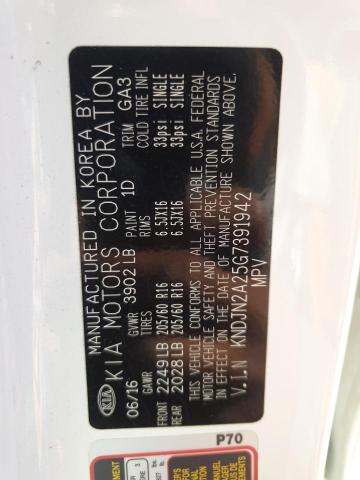 MANUFACTURED IN KOREA BY
KIA KIA MOTORS CORPORATION
06/16 GVWR 3902 LB PAINT 1D TRIM GA3
GAWR TIRES RIMS COLD TIRE INFL
FRONT 2249LB 205/60 R16 6.5JX16 33psi SINGLE
REAR 2028LB 205/60 R16 6.5JX16 33psi SINGLE
THIS VEHICLE CONFORMS TO ALL APPLICABLE U.S.A. FEDERAL
MOTOR VEHICLE SAFETY AND THEFT PREVENTION STANDARDS
IN EFFECT ON THE DATE OF MANUFACTURE SHOWN ABOVE.
V.I.N KNDJN2A25G7391942
MPV
P70